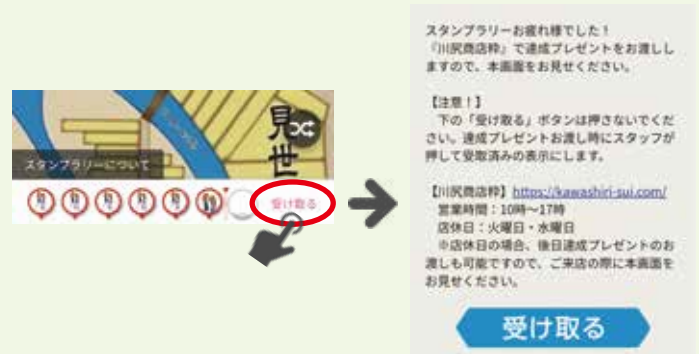 見世
スタンプラリーについて
受け取る
スタンプラリーお疲れ様でした！
『川尻商店粋』で達成プレゼントをお渡しし
ますので、本画面をお見せください。
【注意！】
下の「受け取る」ボタンは押さないでくだ
さい。達成プレゼントお渡し時にスタッフが
押して受取済みの表示にします。
【川尻商店粋】https://kawashiri-sui.com/
営業時間：10時〜17時
店休日：火曜日・水曜日
※店休日の場合、後日達成プレゼントのお
渡しも可能ですので、ご来店の際に本画面を
お見せください。
受け取る